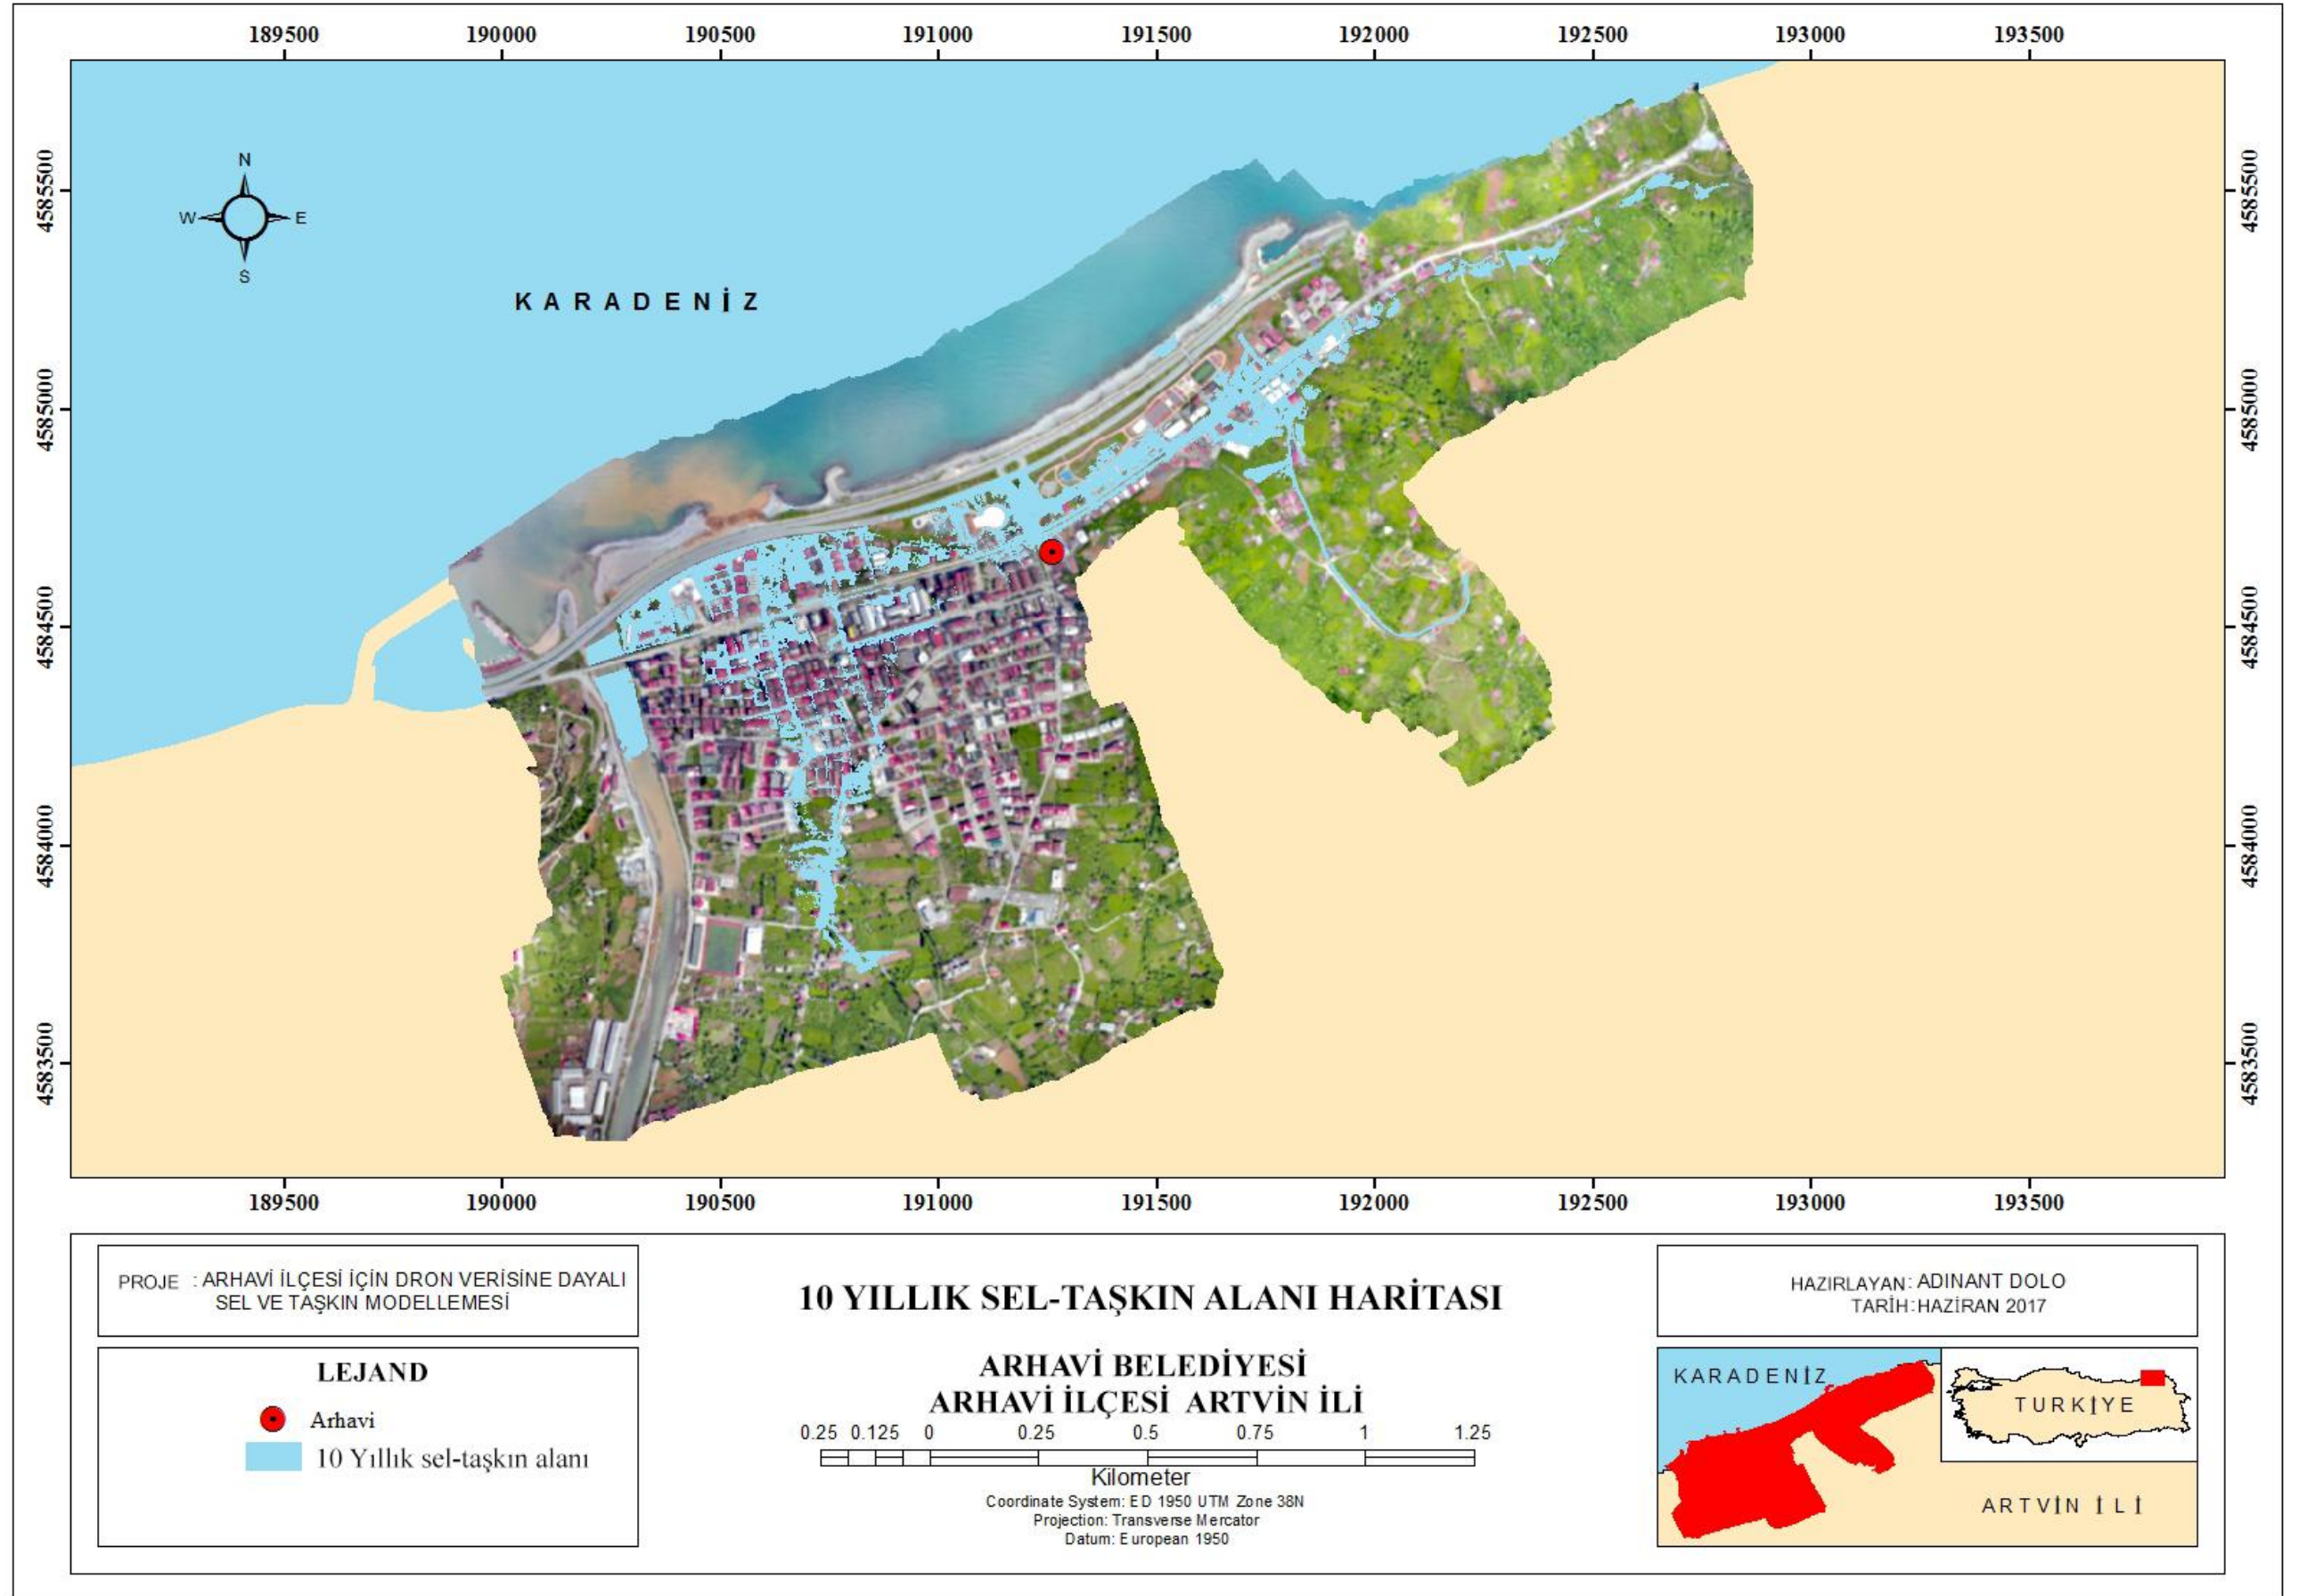 189500 190000 190500 191000 191500 192000 192500 193000 193500
4585500
4585000
4584500
4584000
4583500
N
W E
S
KARADENİZ
4585500
4585000
4584500
4584000
4583500
189500 190000 190500 191000 191500 192000 192500 193000 193500
PROJE : ARHAVİ İLÇESİ İÇİN DRON VERİSİNE DAYALI
SEL VE TAŞKIN MODELLEMESİ
LEJAND
Arhavi
10 Yıllık sel-taşkın alanı
10 YILLIK SEL-TAŞKIN ALANI HARİTASI
ARHAVİ BELEDİYESİ
ARHAVİ İLÇESİ ARTVİN İLİ
0.25 0.125 0 0.25 0.5 0.75 1 1.25
Kilometer
Coordinate System: ED 1950 UTM Zone 38N
Projection: Transverse Mercator
Datum: European 1950
HAZIRLAYAN: ADINANT DOLO
TARİH:HAZİRAN 2017
KARADENİZ
TURKİYE
ARTVİN İLİ